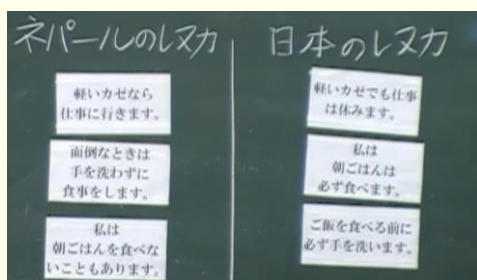 ネパールのレヌカ
軽いカゼなら
仕事に行きます。
面倒なときは
手を洗わずに
食事をします。
私は
朝ごはんを食べな
いこともあります。
日本のレヌカ
軽いカゼでも仕事
は休みます。
私は
朝ごはんは
必ず食べます。
ご飯を食べる前に
必ず手を洗います。